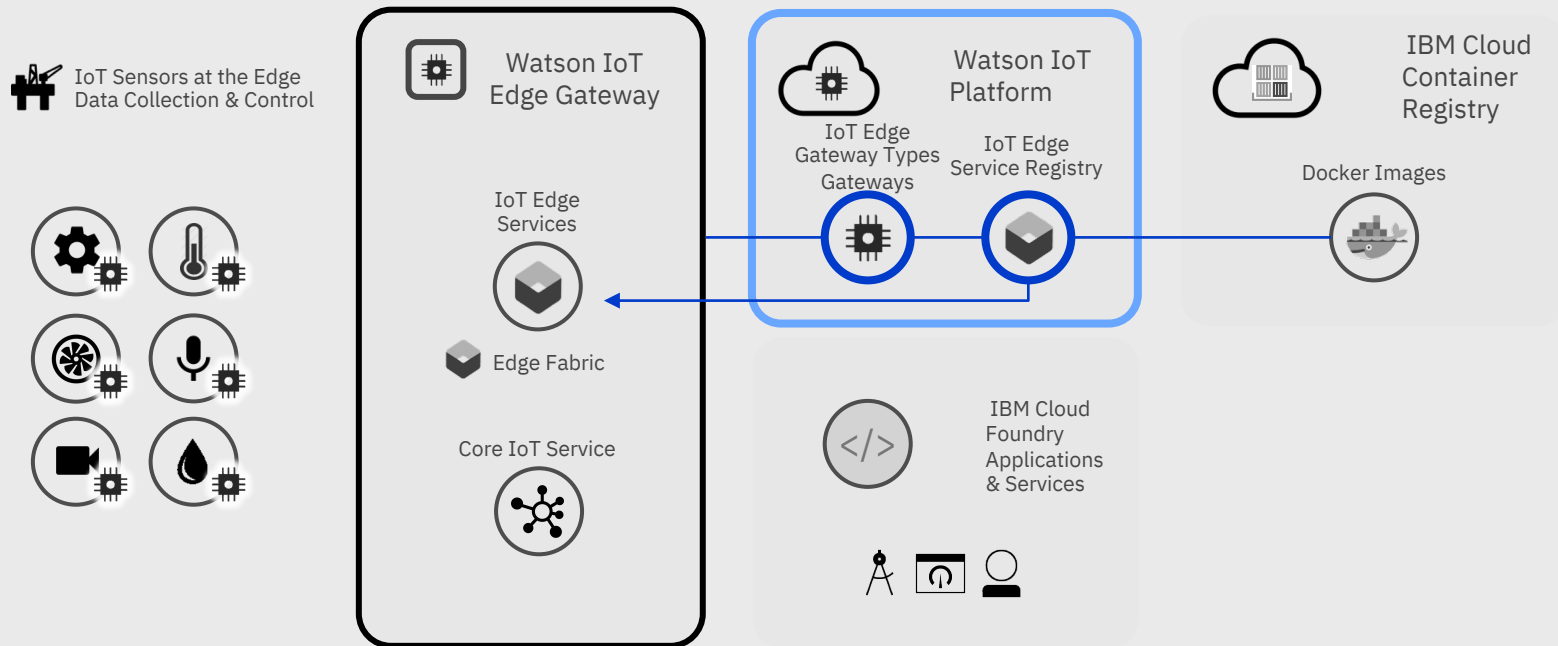 IoT Sensors at the Edge
Data Collection & Control
Watson IoT
Edge Gateway
IoT Edge
Services
Edge Fabric
Core IoT Service
Watson IoT
Platform
IoT Edge
Gateway Types
Gateways
IoT Edge
Service Registry
</>
IBM Cloud
Foundry
Applications
& Services
IBM Cloud
Container
Registry
Docker Images